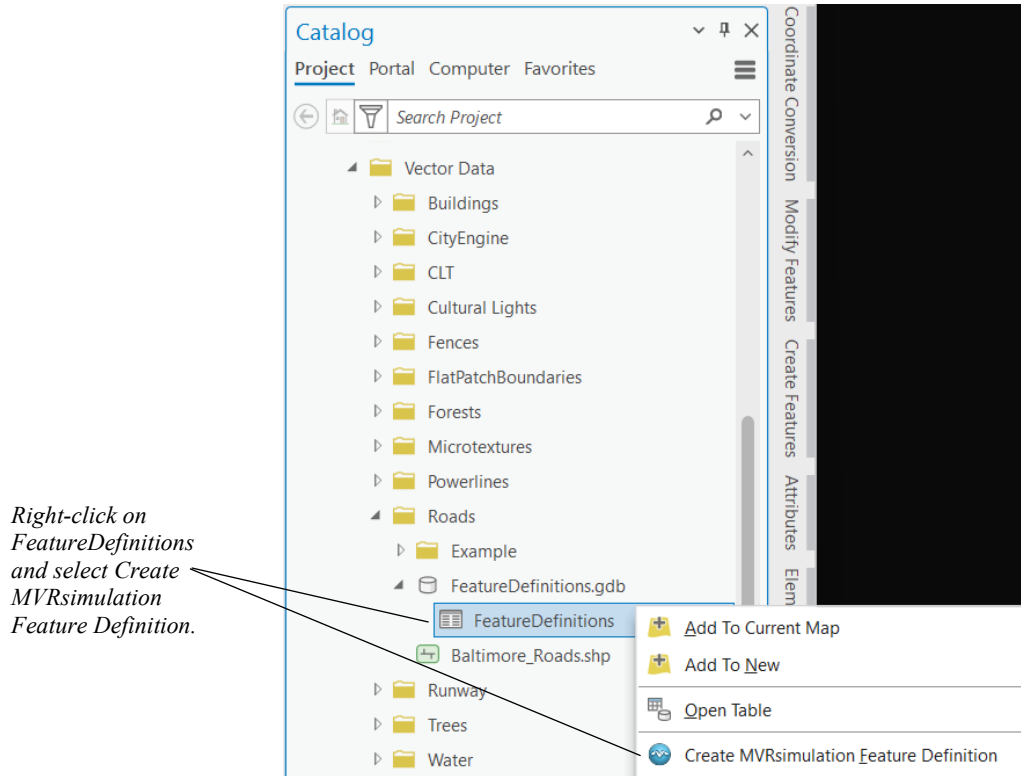 Catalog
Project Portal Computer Favorites
Search Project
Vector Data
Buildings
CityEngine
CLT
Cultural Lights
Fences
FlatPatchBoundaries
Forests
Microtextures
Powerlines
Roads
Example
FeatureDefinitions.gdb
FeatureDefinitions
Baltimore_Roads.shp
Runway
Trees
Water
Right-click on
FeatureDefinitions
and select Create
MVRsimulation
Feature Definition.
Add To Current Map
Add To New
Open Table
Create MVRsimulation Feature Definition
Coordinate Conversion
Modify Features
Create Features
Attributes
Elem